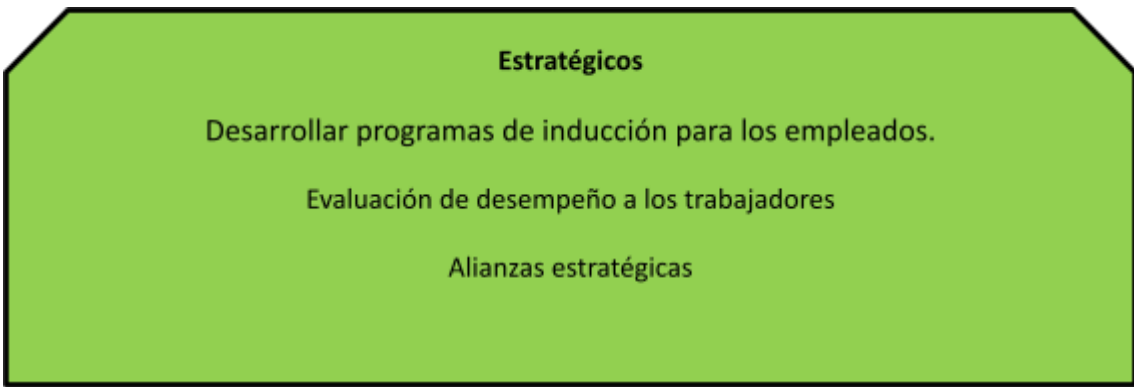 Estratégicos
Desarrollar programas de inducción para los empleados.
Evaluación de desempeño a los trabajadores
Alianzas estratégicas